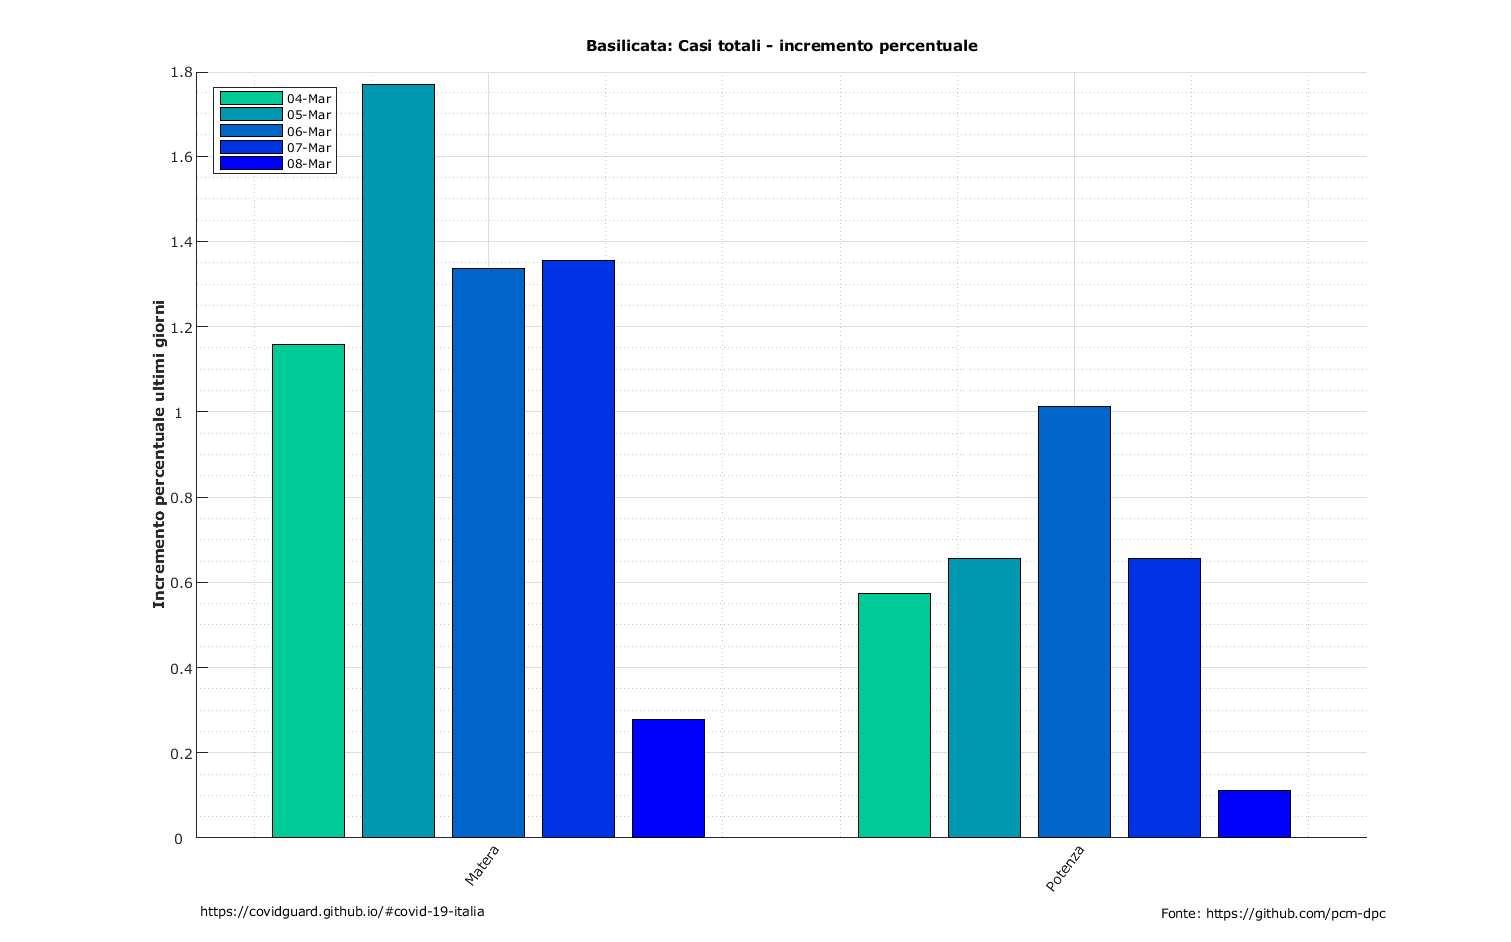 Basilicata: Casi totali - incremento percentuale
04-Mar
05-Mar
06-Mar
07-Mar
08-Mar
Incremento percentuale ultimi giorni
1.8
1.6
1.4
1.2
1
0.8
0.6
0.4
0.2
0
Matera
Potenza
https://covidguard.github.io/#covid-19-italia
Fonte: https://github.com/pcm-dpc